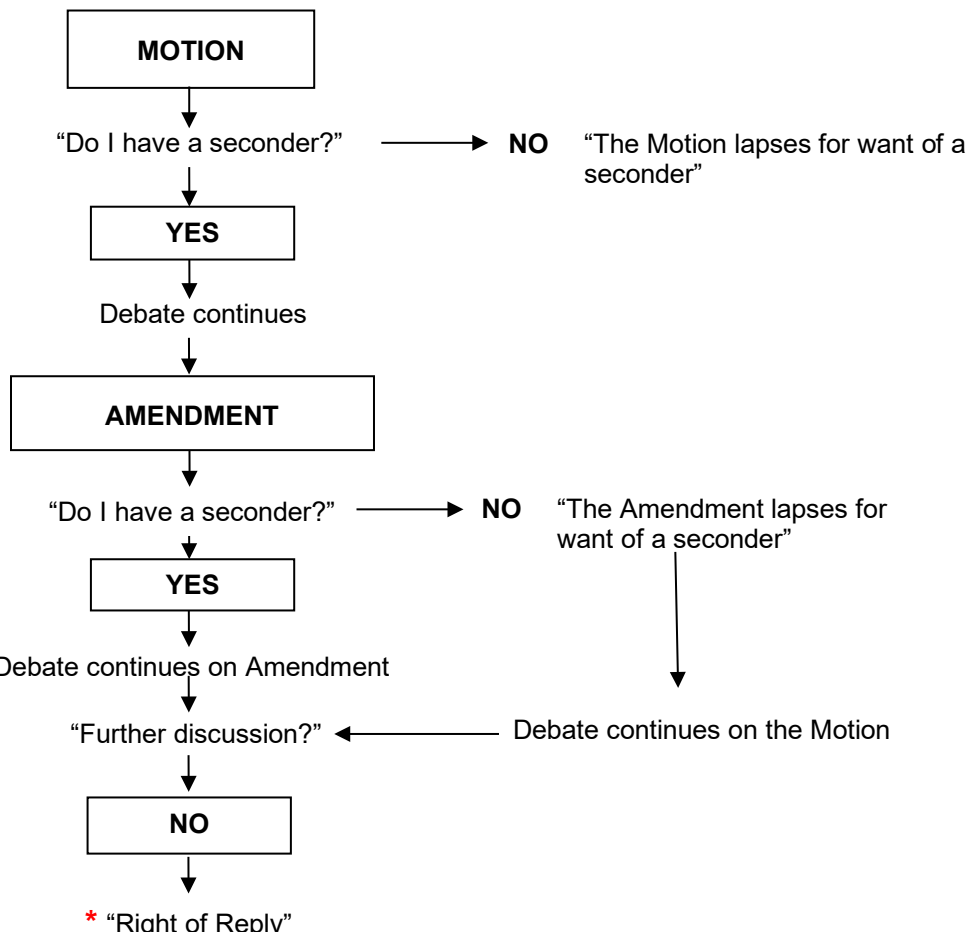 MOTION
“Do I have a seconder?”
NO
“The Motion lapses for want of a
seconder”
YES
Debate continues
AMENDMENT
“Do I have a seconder?”
NO
“The Amendment lapses for
want of a seconder”
YES
Debate continues on Amendment
“Further discussion?”
Debate continues on the Motion
NO
* “Right of Reply”